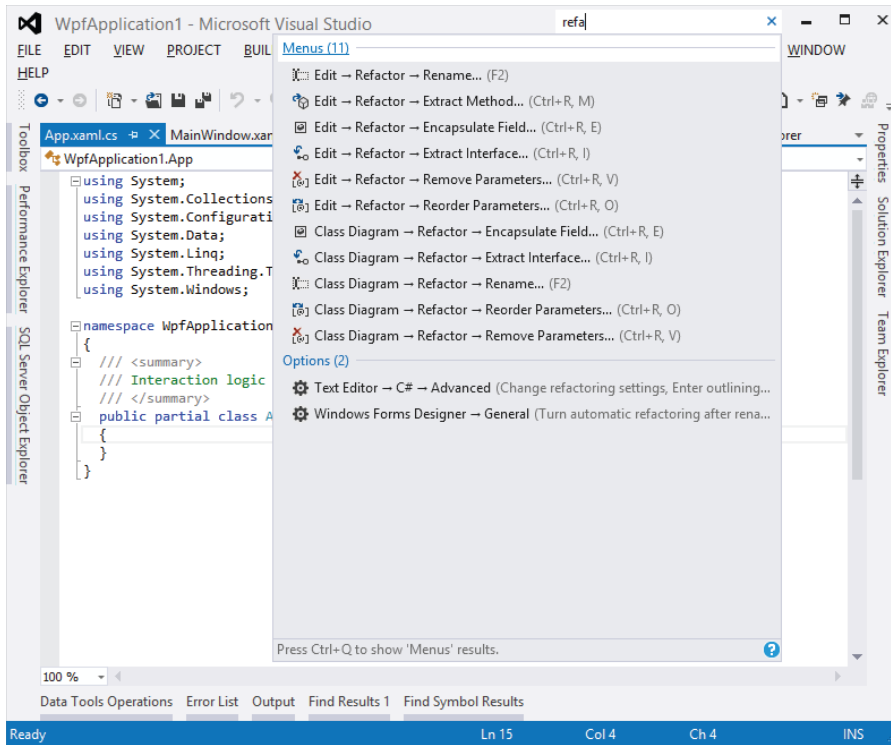 WpfApplication1 - Microsoft Visual Studio
refa
FILE EDIT VIEW PROJECT BUIL
WINDOW
HELP
Menus (11)
Edit → Refactor → Rename... (F2)
Edit → Refactor → Extract Method... (Ctrl+R, M)
Edit → Refactor → Encapsulate Field... (Ctrl+R, E)
Edit → Refactor → Extract Interface... (Ctrl+R, I)
Edit → Refactor → Remove Parameters... (Ctrl+R, V)
Edit → Refactor → Reorder Parameters... (Ctrl+R, O)
Class Diagram → Refactor → Encapsulate Field... (Ctrl+R, E)
Class Diagram → Refactor → Extract Interface... (Ctrl+R, I)
Class Diagram → Refactor → Rename... (F2)
Class Diagram → Refactor → Reorder Parameters... (Ctrl+R, O)
Class Diagram → Refactor → Remove Parameters... (Ctrl+R, V)
Options (2)
Text Editor → C# → Advanced (Change refactoring settings, Enter outlining...
Windows Forms Designer → General (Turn automatic refactoring after rena...
Press Ctrl+Q to show 'Menus' results.
Toolbox
Performance Explorer
SQL Server Object Explorer
App.xaml.cs
MainWindow.xar
orer
WpfApplication1.App
using System;
using System.Collections
using System.Configurati
using System.Data;
using System.Linq;
using System.Threading.T
using System.Windows;
namespace WpfApplication
{
/// <summary>
/// Interaction logic
/// </summary>
public partial class A
{
}
}
Properties
Solution Explorer
Team Explorer
100 %
Data Tools Operations Error List Output Find Results 1 Find Symbol Results
Ready Ln 15 Col 4 Ch 4 INS